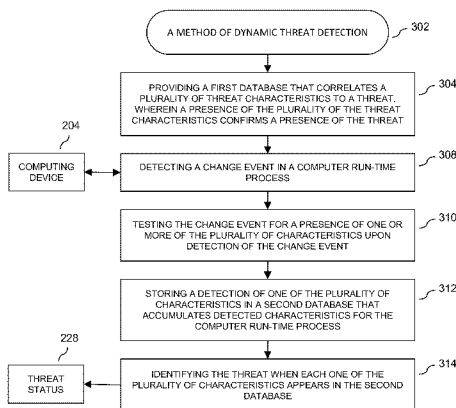 A METHOD OF DYNAMIC THREAT DETECTION
302
PROVIDING A FIRST DATABASE THAT CORRELATES A
PLURALITY OF THREAT CHARACTERISTICS TO A THREAT,
WHEREIN A PRESENCE OF THE PLURALITY OF THE THREAT
CHARACTERISTICS CONFIRMS A PRESENCE OF THE THREAT
304
204
COMPUTING
DEVICE
DETECTING A CHANGE EVENT IN A COMPUTER RUN-TIME
PROCESS
308
TESTING THE CHANGE EVENT FOR A PRESENCE OF ONE OR
MORE OF THE PLURALITY OF CHARACTERISTICS UPON
DETECTION OF THE CHANGE EVENT
310
STORING A DETECTION OF ONE OF THE PLURALITY OF
CHARACTERISTICS IN A SECOND DATABASE THAT
ACCUMULATES DETECTED CHARACTERISTICS FOR THE
COMPUTER RUN-TIME PROCESS
312
228
THREAT
STATUS
IDENTIFYING THE THREAT WHEN EACH ONE OF THE
PLURALITY OF CHARACTERISTICS APPEARS IN THE SECOND
DATABASE
314